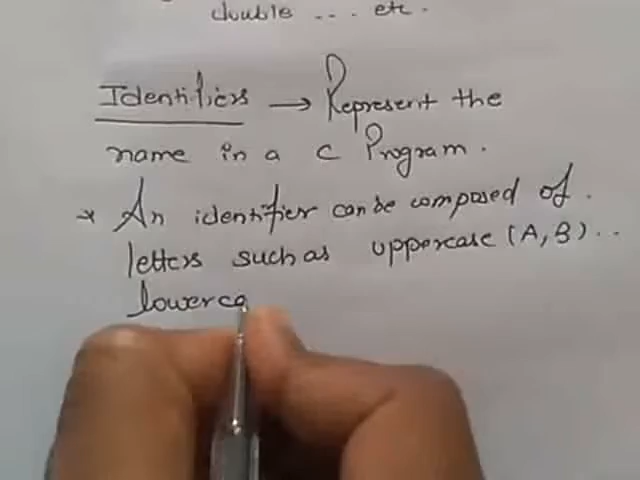 double ... etc.
Identifiers → Represent the
name in a C Program.
* An identifier can be composed of
letters such as uppercase (A, B) ..
lowerca